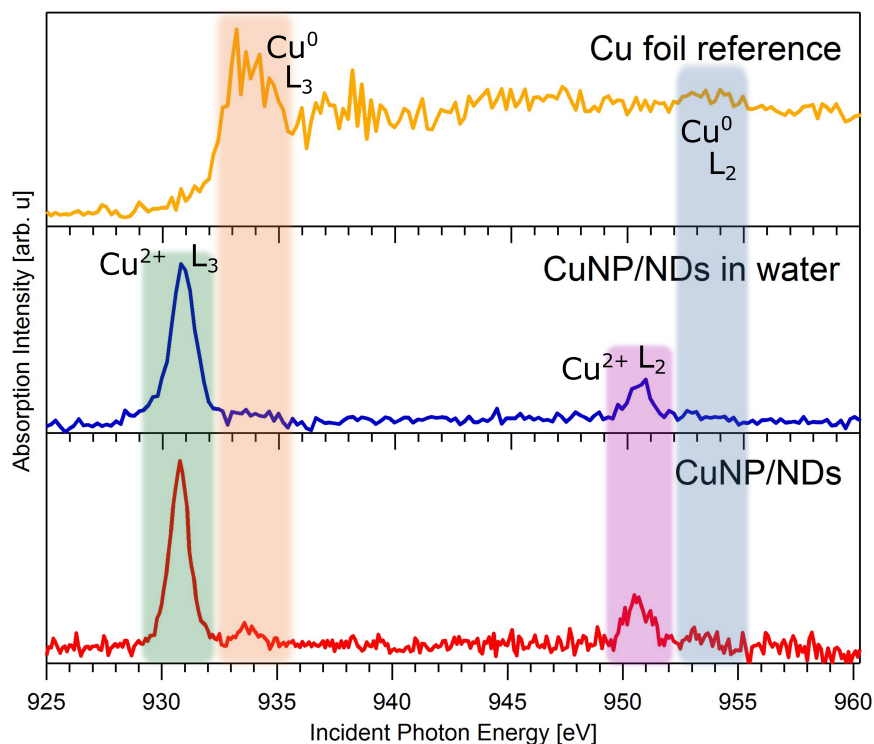 Cu⁰
L₃
Cu foil reference
Cu⁰
L₂
Cu²⁺ L₃
CuNP/NDs in water
Cu²⁺ L₂
CuNP/NDs
Absorption Intensity [arb. u]
925 930 935 940 945 950 955 960
Incident Photon Energy [eV]